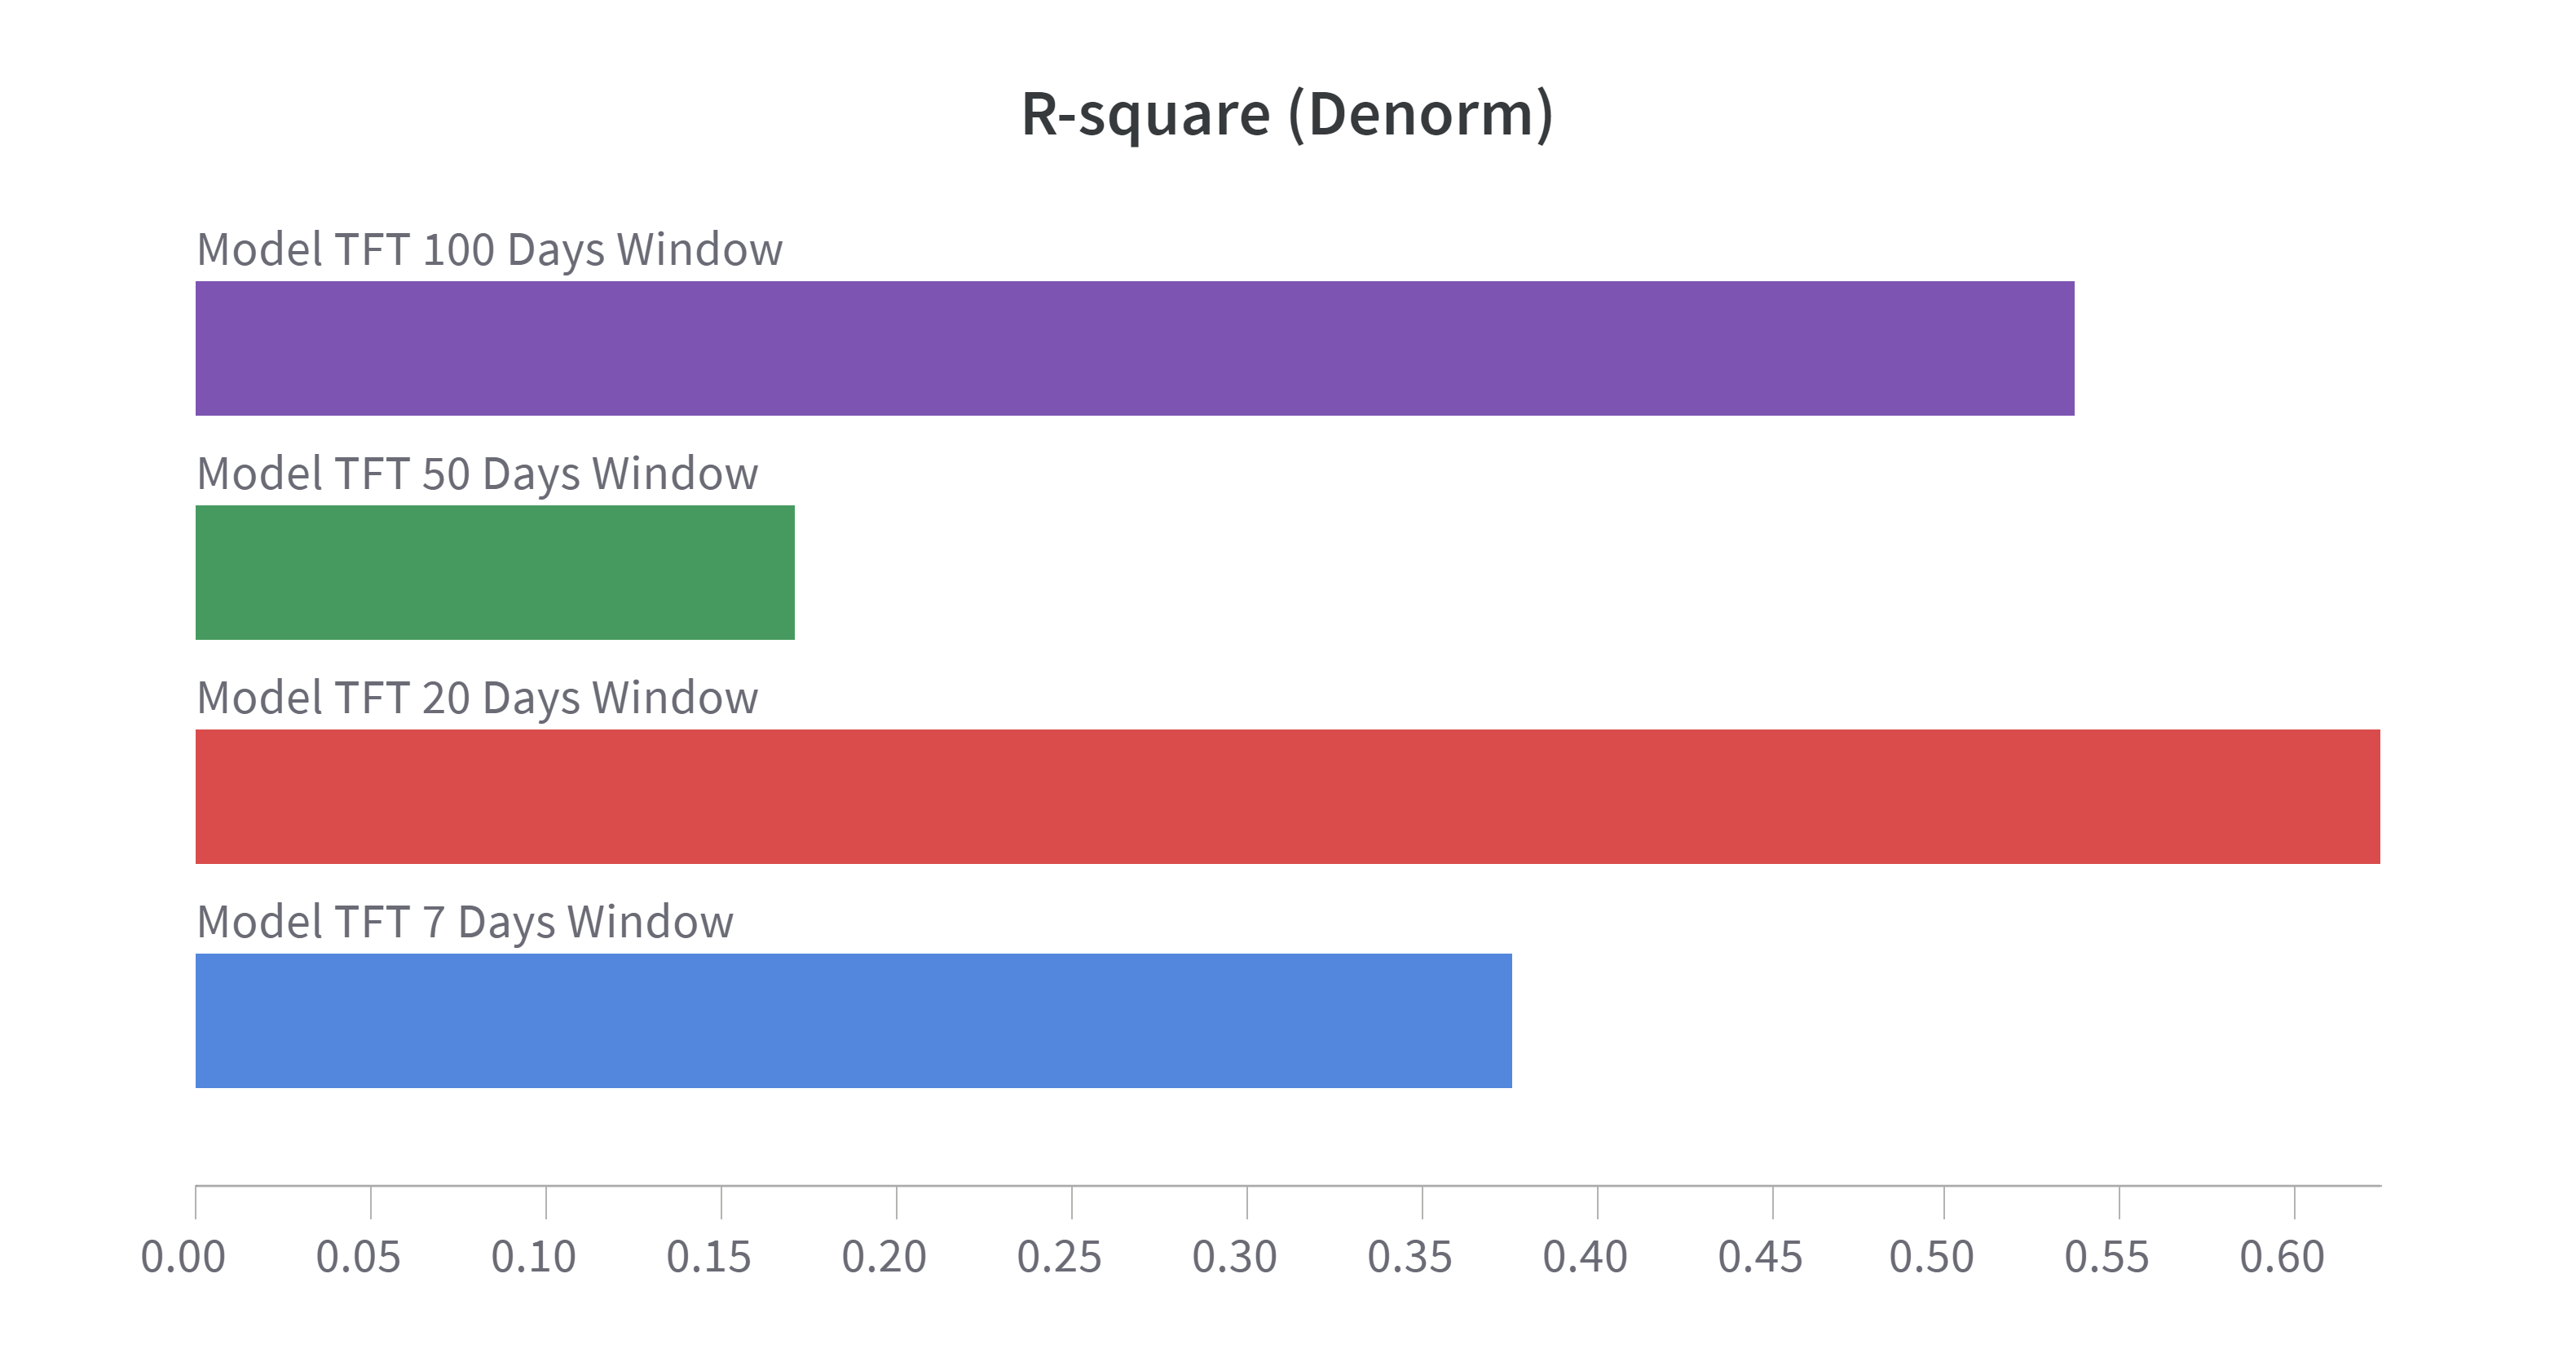 R-square (Denorm)
Model TFT 100 Days Window
Model TFT 50 Days Window
Model TFT 20 Days Window
Model TFT 7 Days Window
0.00 0.05 0.10 0.15 0.20 0.25 0.30 0.35 0.40 0.45 0.50 0.55 0.60